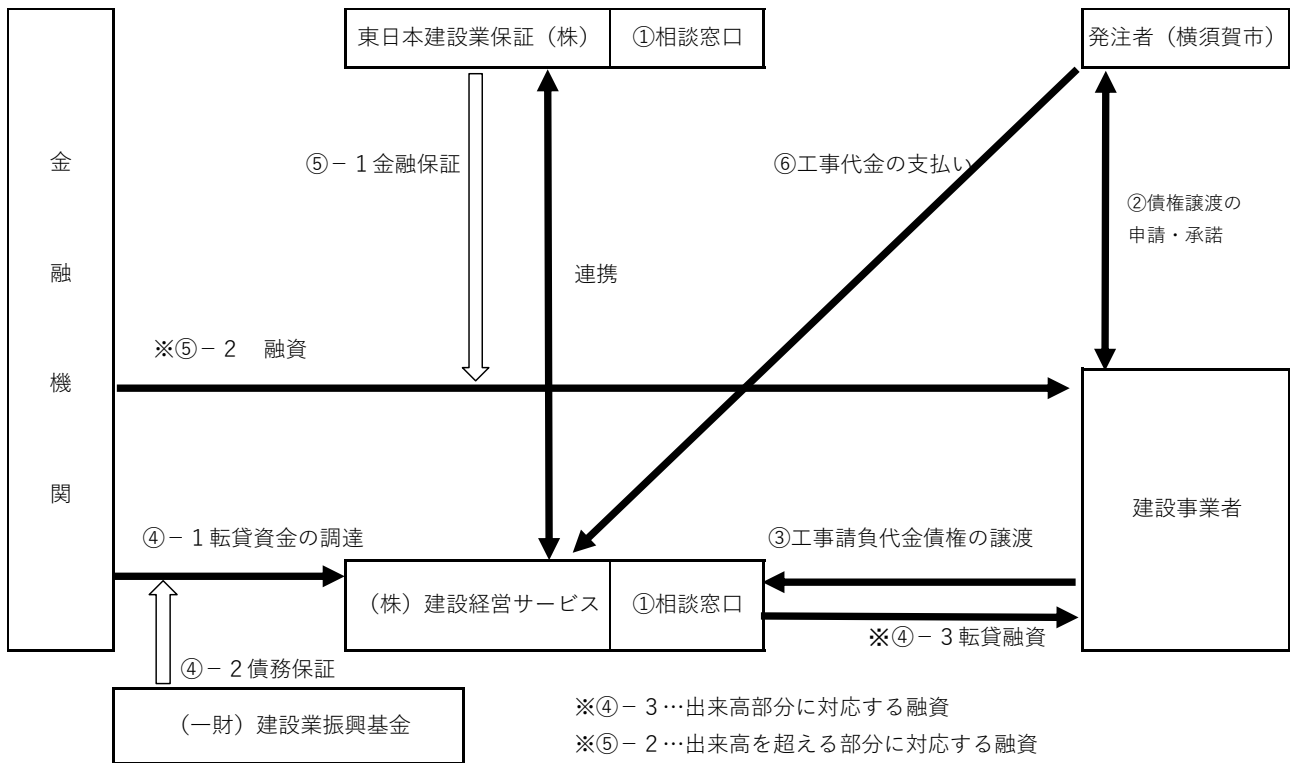 東日本建設業保証（株）
①相談窓口
発注者（横須賀市）
金融機関
⑤－１金融保証
⑥工事代金の支払い
②債権譲渡の
申請・承諾
連携
※⑤－２　融資
建設事業者
④－１転貸資金の調達
③工事請負代金債権の譲渡
（株）建設経営サービス
①相談窓口
※④－３転貸融資
④－２債務保証
（一財）建設業振興基金
※④－３…出来高部分に対応する融資
※⑤－２…出来高を超える部分に対応する融資